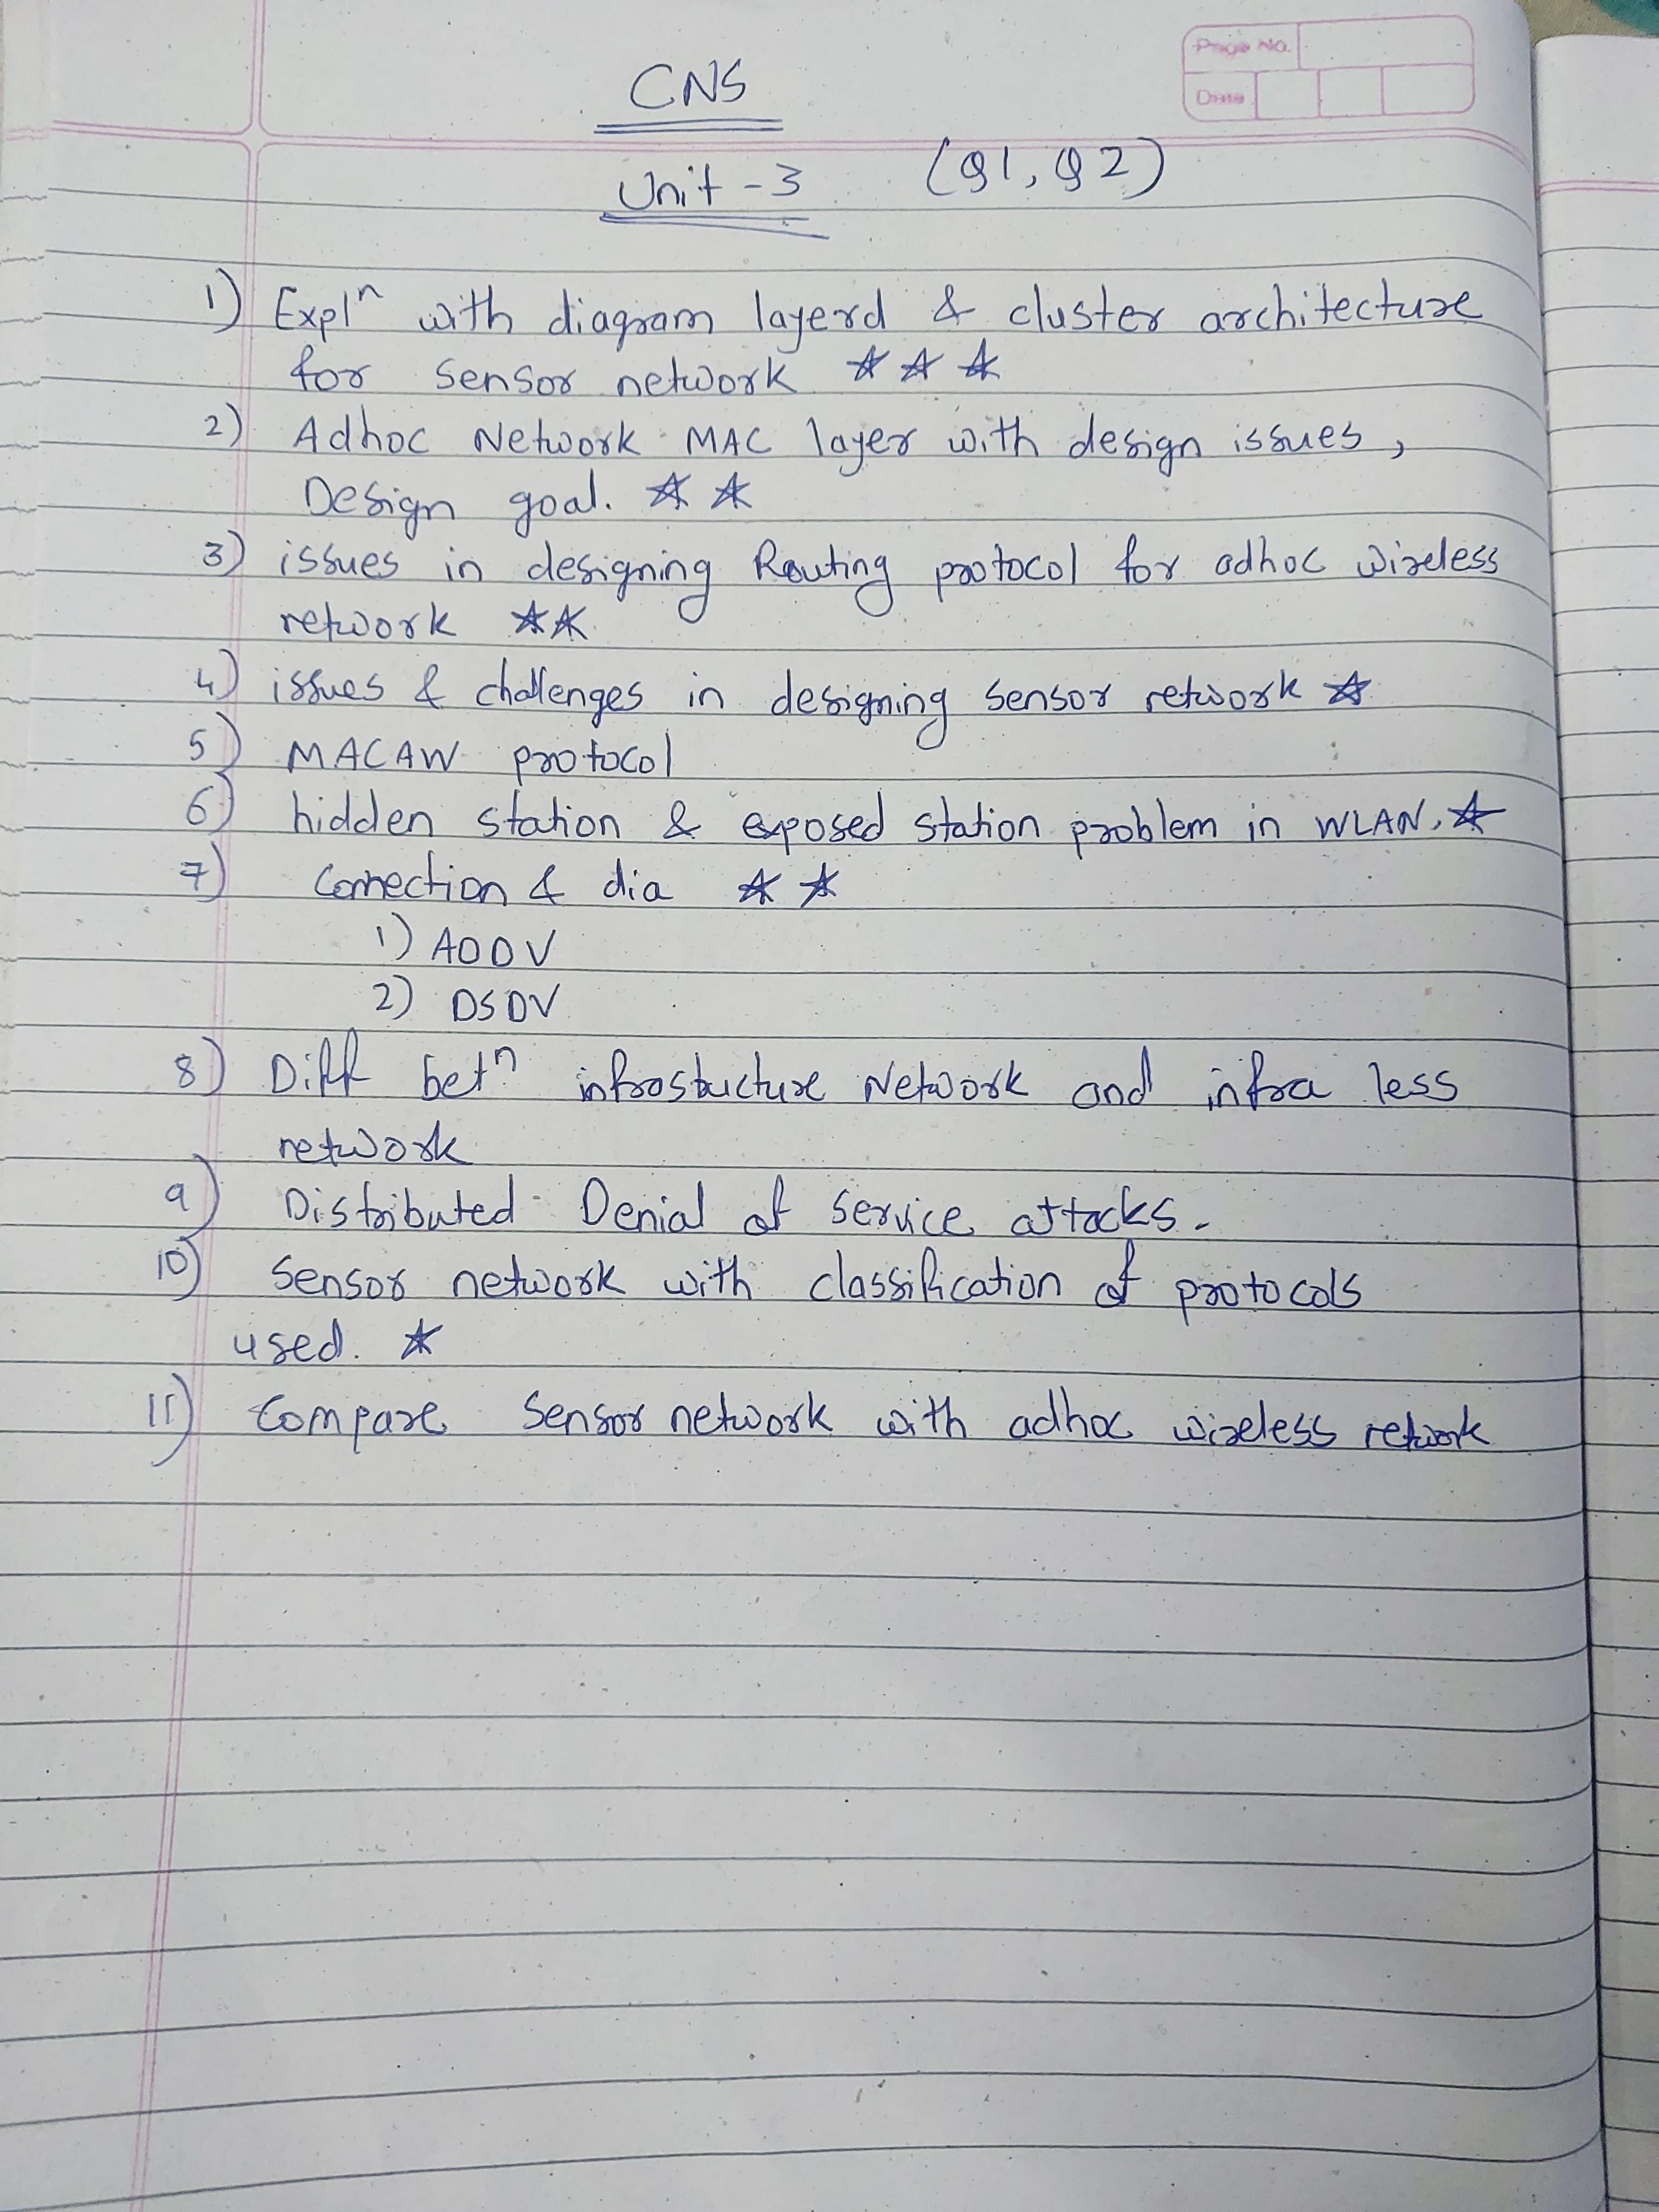 Page No.
Date
CNS
Unit - 3 (Q1, Q2)
1) Explⁿ with diagram layerd & cluster architecture
for sensor network ☆ ☆ ☆
2) Adhoc Network MAC layer with design issues,
Design goal. ☆ ☆
3) issues in designing Routing protocol for adhoc wireless
network ☆☆
4) issues & challenges in designing sensor network ☆
5) MACAW protocol
6) hidden station & exposed station problem in WLAN. ☆
7) Connection & dia ☆ ☆
1) AODV
2) DSDV
8) Diff betⁿ infrastucture Network and infra less
network
9) Distributed Denial of service attacks.
10) Sensor network with classification of protocols
used. ☆
11) Compare Sensor network with adhoc wireless network